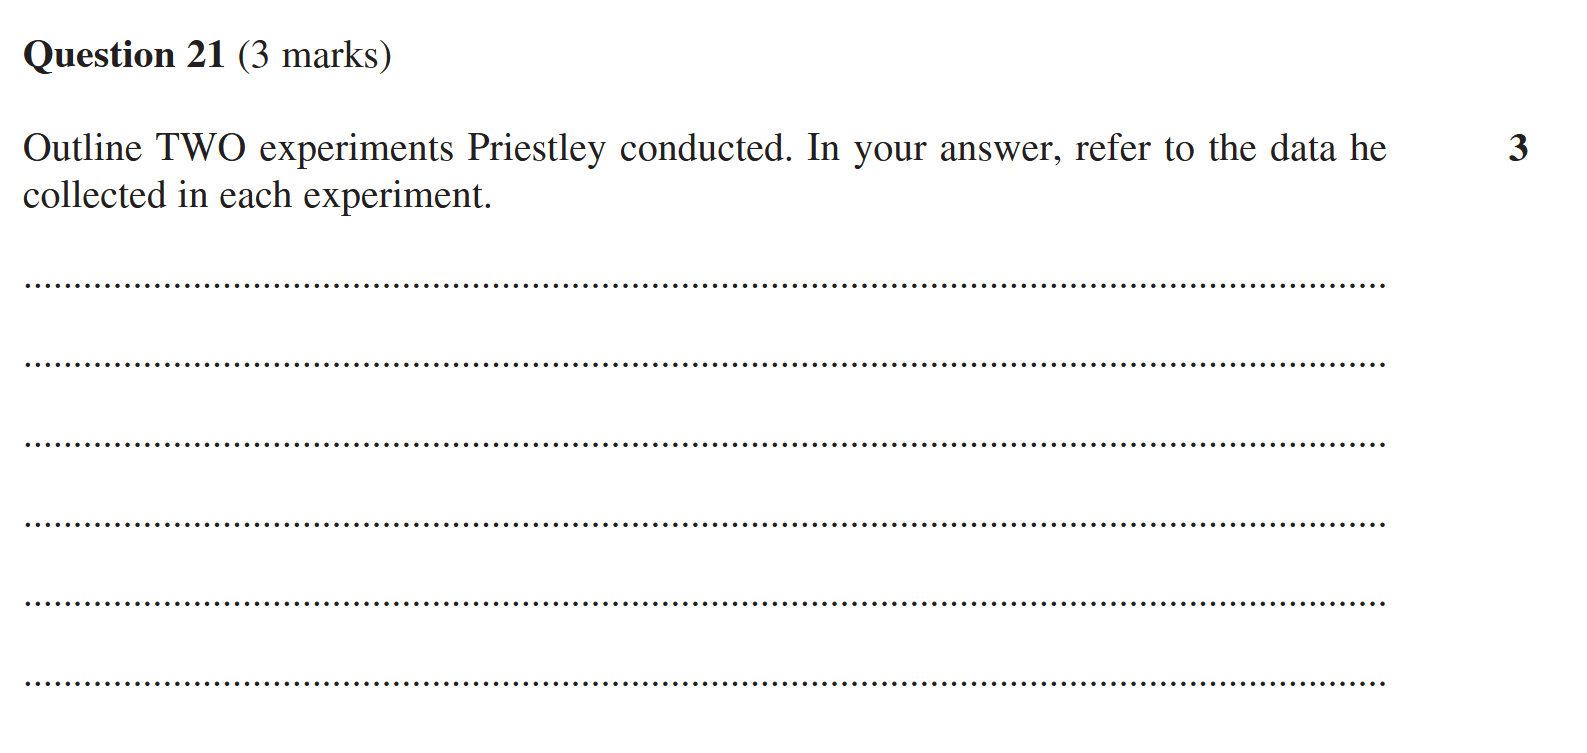 Question 21 (3 marks)
Outline TWO experiments Priestley conducted. In your answer, refer to the data he 3
collected in each experiment.